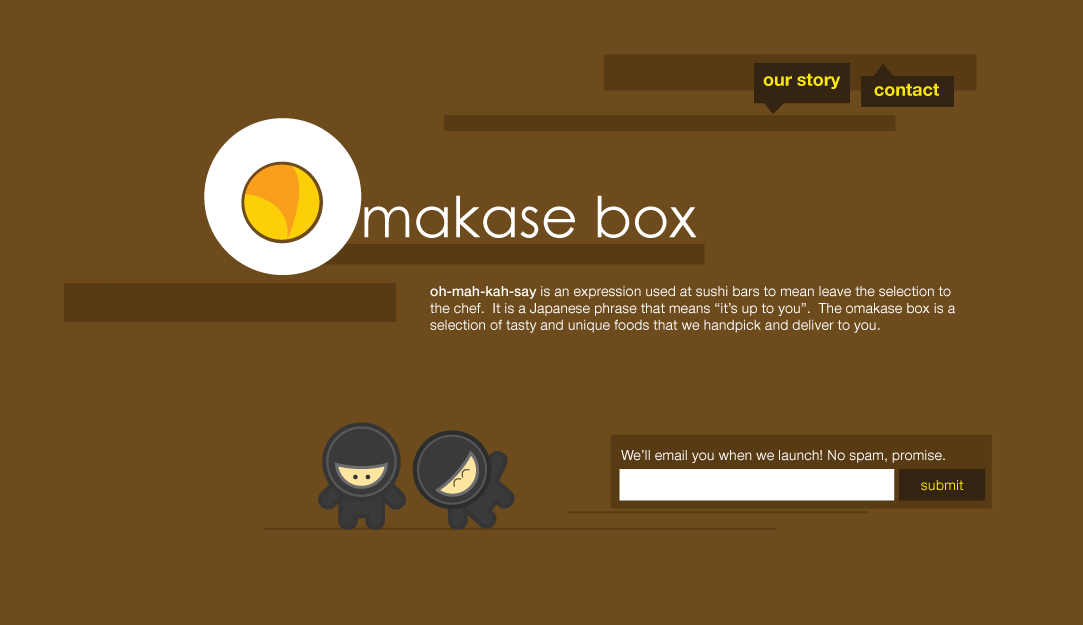 our story
contact
Omakase box
oh-mah-kah-say is an expression used at sushi bars to mean leave the selection to
the chef.  It is a Japanese phrase that means “it’s up to you”.  The omakase box is a
selection of tasty and unique foods that we handpick and deliver to you.
We’ll email you when we launch! No spam, promise.
submit